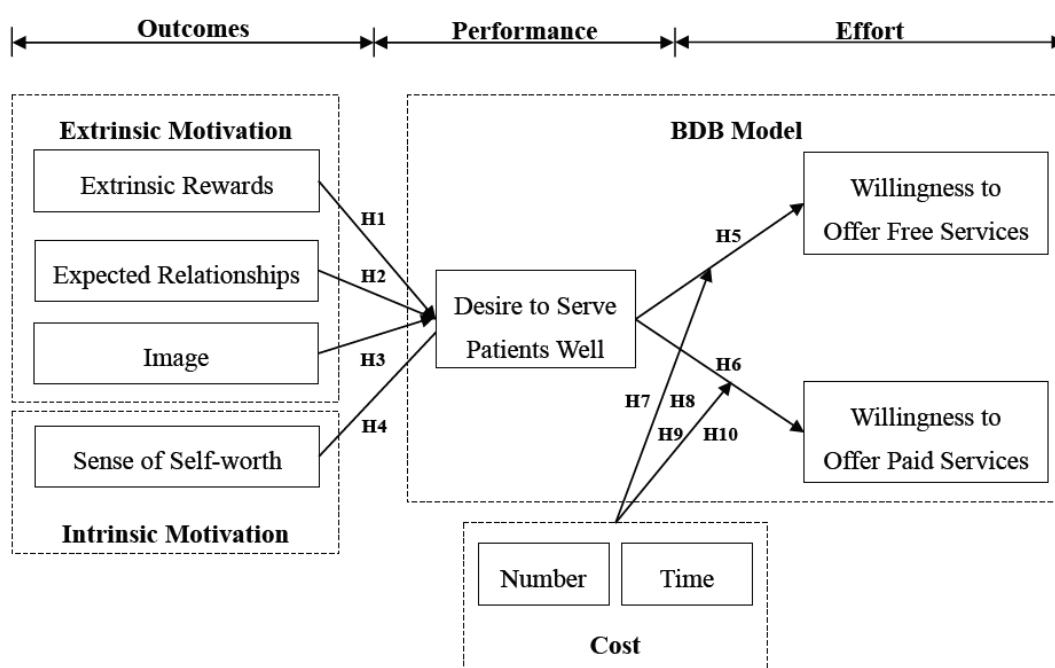 Outcomes
Performance
Effort
Extrinsic Motivation
Extrinsic Rewards
Expected Relationships
Image
Sense of Self-worth
Intrinsic Motivation
H1
H2
H3
H4
BDB Model
Desire to Serve
Patients Well
H5
H6
H7
H8
H9
H10
Willingness to
Offer Free Services
Willingness to
Offer Paid Services
Number
Time
Cost